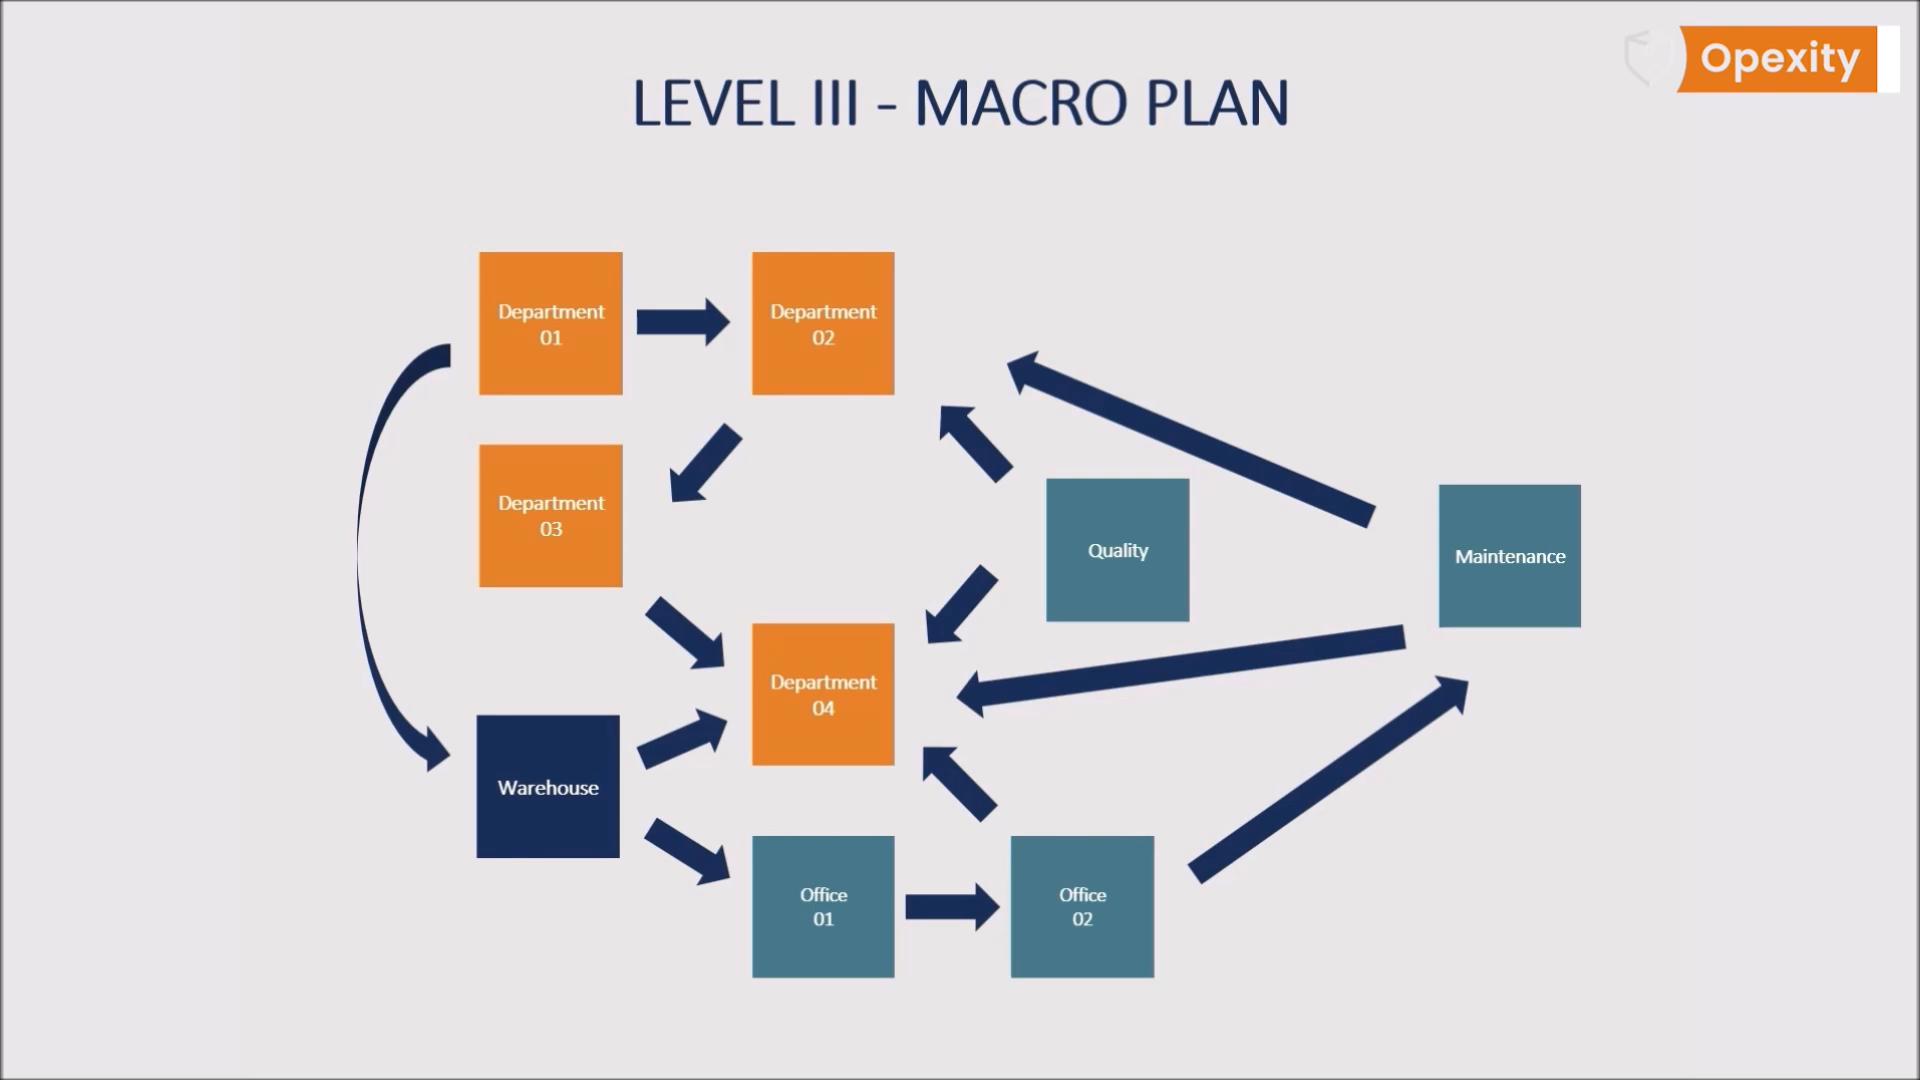 Opexity
LEVEL III - MACRO PLAN
Department
01
Department
02
Department
03
Quality
Maintenance
Department
04
Warehouse
Office
01
Office
02